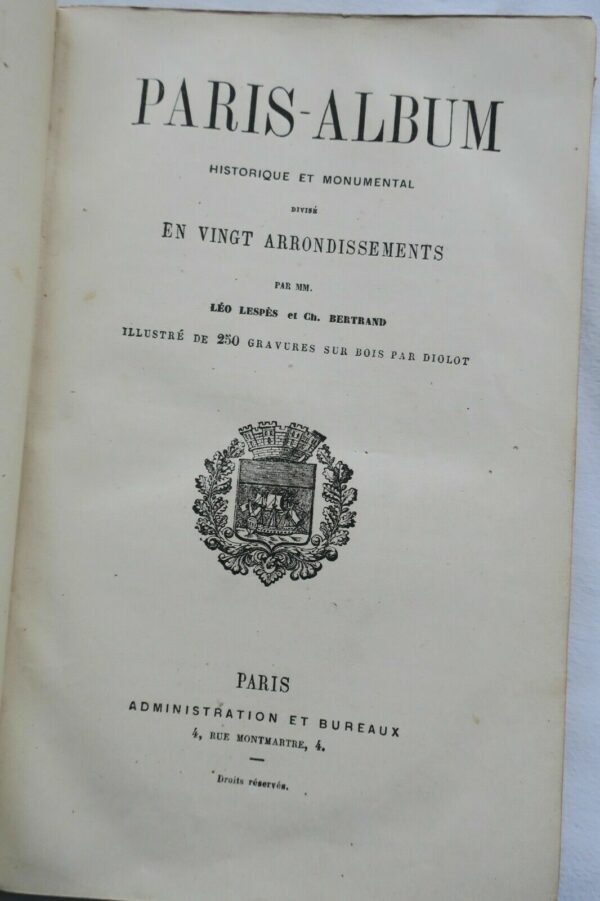 PARIS-ALBUM
HISTORIQUE ET MONUMENTAL
DIVISÉ
EN VINGT ARRONDISSEMENTS
PAR MM.
LÉO LESPÈS et Ch. BERTRAND
ILLUSTRÉ DE 250 GRAVURES SUR BOIS PAR DIOLOT
PARIS
ADMINISTRATION ET BUREAUX
4, RUE MONTMARTRE, 4.
Droits réservés.